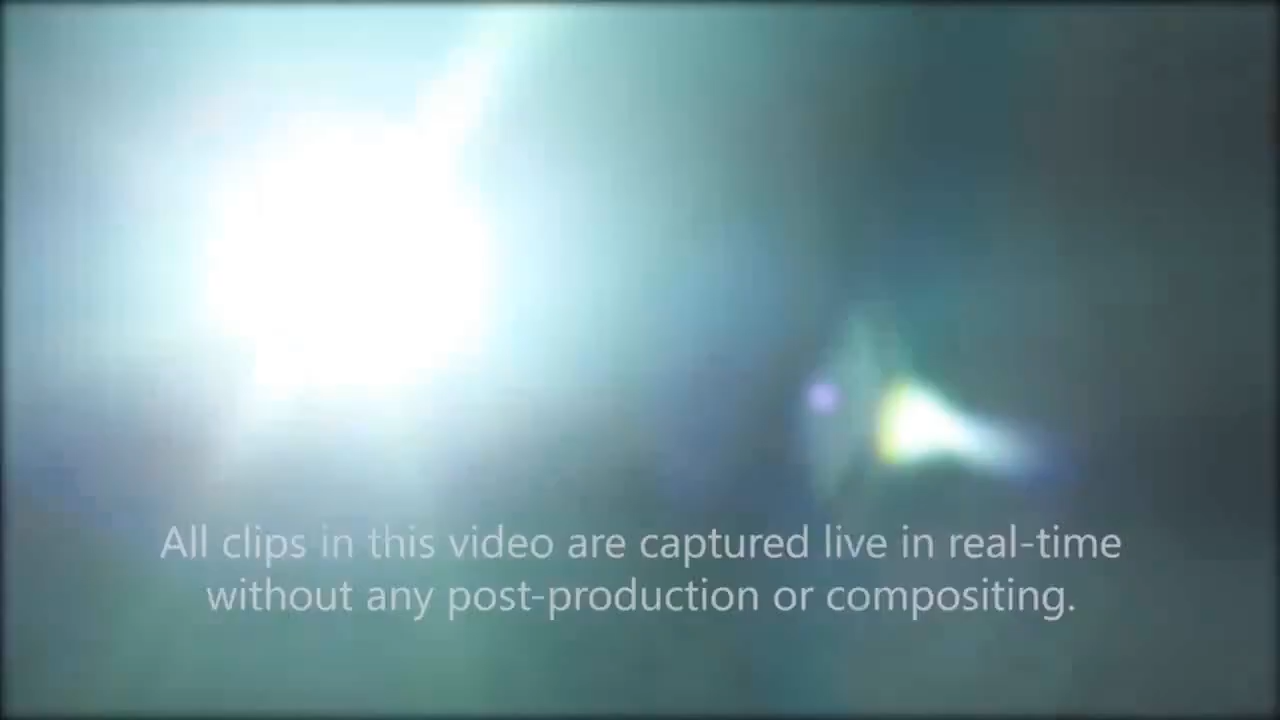 All clips in this video are captured live in real-time
without any post-production or compositing.